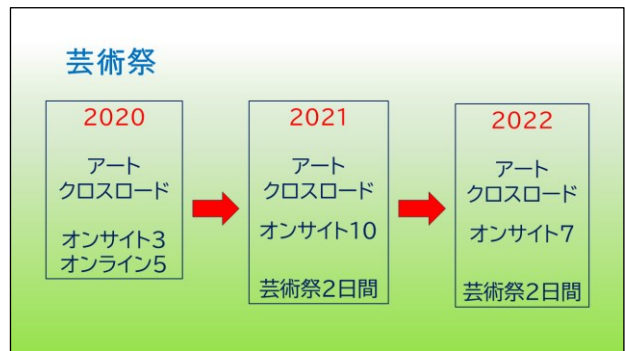 芸術祭
2020
アート
クロスロード
オンサイト3
オンライン5
2021
アート
クロスロード
オンサイト10
芸術祭2日間
2022
アート
クロスロード
オンサイト7
芸術祭2日間